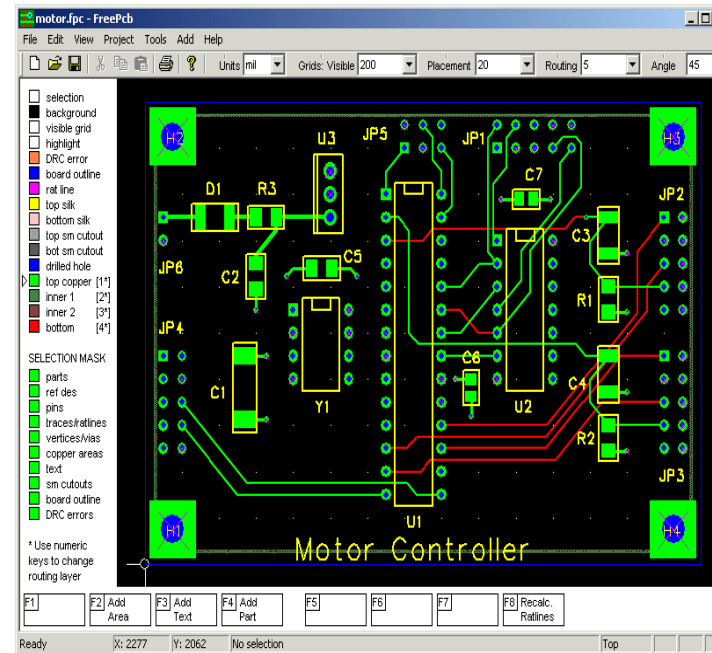 motor.fpc - FreePcb
File Edit View Project Tools Add Help
Units mil Grids: Visible 200 Placement 20 Routing 5 Angle 45
selection
background
visible grid
highlight
DRC error
board outline
rat line
top silk
bottom silk
top sm cutout
bot sm cutout
drilled hole
top copper [1*]
inner 1 [2*]
inner 2 [3*]
bottom [4*]
SELECTION MASK
parts
ref des
pins
traces/ratlines
vertices/vias
copper areas
text
sm cutouts
board outline
DRC errors
* Use numeric
keys to change
routing layer
H2 U3 JP5 JP1 H3
D1 R3 C7 JP2
C3
JP6 C2 C5
R1
JP4
C6
C1 Y1 U2 C4
R2
JP3
H1 U1 H4
Motor Controller
F1 F2 Add Area F3 Add Text F4 Add Part F5 F6 F7 F8 Recalc. Ratlines
Ready X: 2277 Y: 2062 No selection Top